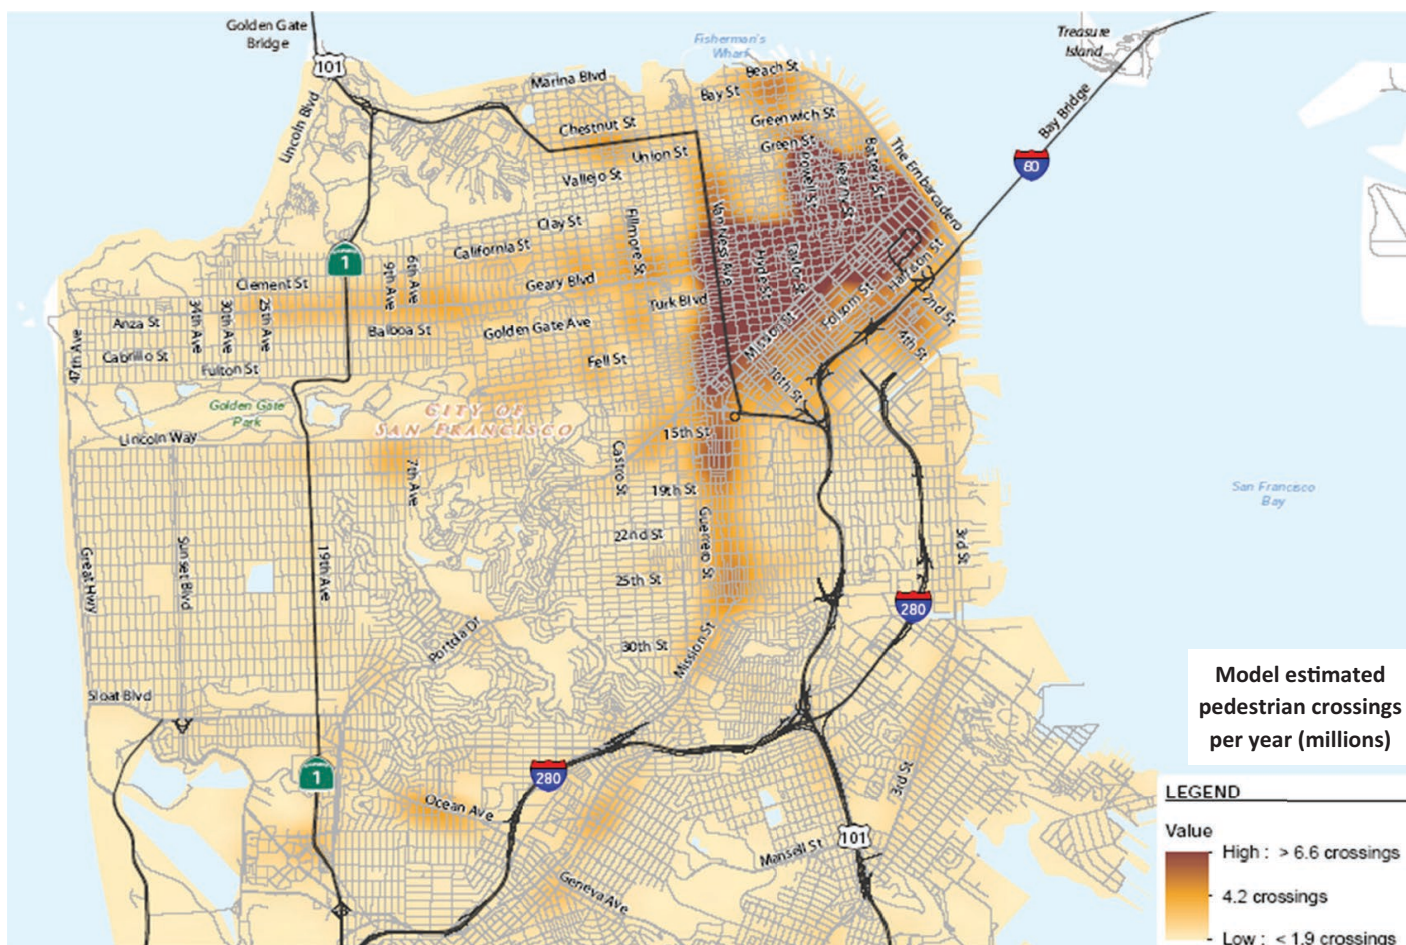 Golden Gate
Bridge
101
Fisherman's
Wharf
Treasure
Island
Marina Blvd
Beach St
Bay St
Bay Bridge
Lincoln Blvd
Chestnut St
Greenwich St
Union St
Green St
Battery St
The Embarcadero
80
Powell St
Kearny St
Vallejo St
Clay St
Fillmore St
Van Ness Ave
California St
1
Clement St
9th Ave
6th Ave
Geary Blvd
Hyde St
Taylor St
Harrison St
Turk Blvd
Folsom St
2nd St
34th Ave
30th Ave
25th Ave
Anza St
Balboa St
Golden Gate Ave
Mission St
4th St
47th Ave
Cabrillo St
Fulton St
Fell St
10th St
Golden Gate
Park
CITY OF
SAN FRANCISCO
Lincoln Way
15th St
7th Ave
Castro St
19th St
San Francisco
Bay
Great Hwy
Sunset Blvd
19th Ave
22nd St
Guerrero St
3rd St
25th St
280
Portola Dr
30th St
Mission St
Sloat Blvd
Model estimated
pedestrian crossings
per year (millions)
1
280
3rd St
Ocean Ave
101
Mansell St
Geneva Ave
LEGEND
Value
High : > 6.6 crossings
4.2 crossings
Low : < 1.9 crossings